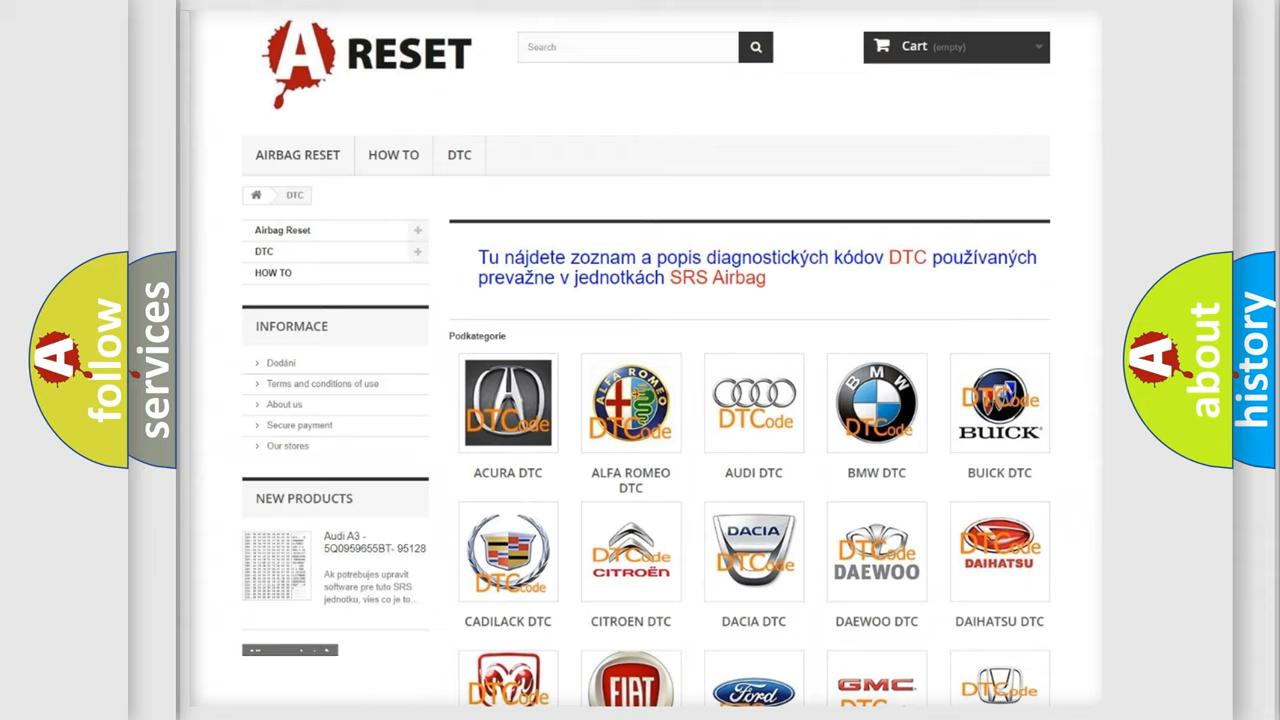 A RESET
Search
Cart (empty)
AIRBAG RESET
HOW TO
DTC
DTC
Airbag Reset
DTC
HOW TO
Tu nájdete zoznam a popis diagnostických kódov DTC používaných
prevažne v jednotkách SRS Airbag
INFORMACE
Dodání
Terms and conditions of use
About us
Secure payment
Our stores
NEW PRODUCTS
Audi A3 -
5Q0959655BT- 95128
Ak potrebujes upravit
software pre tuto SRS
jednotku, vies co je to...
Podkategorie
DTCode
ALFA ROMEO
DTCode
DTCode
BMW
DTCode
DTCode
BUICK
ACURA DTC
ALFA ROMEO
DTC
AUDI DTC
BMW DTC
BUICK DTC
DTCode
DTCode
CITROËN
DACIA
DTCode
DTCode
DAEWOO
DTCode
DAIHATSU
CADILACK DTC
CITROEN DTC
DACIA DTC
DAEWOO DTC
DAIHATSU DTC
DTCode
FIAT
Ford
GMC
DTCode
A follow
services
A about
history